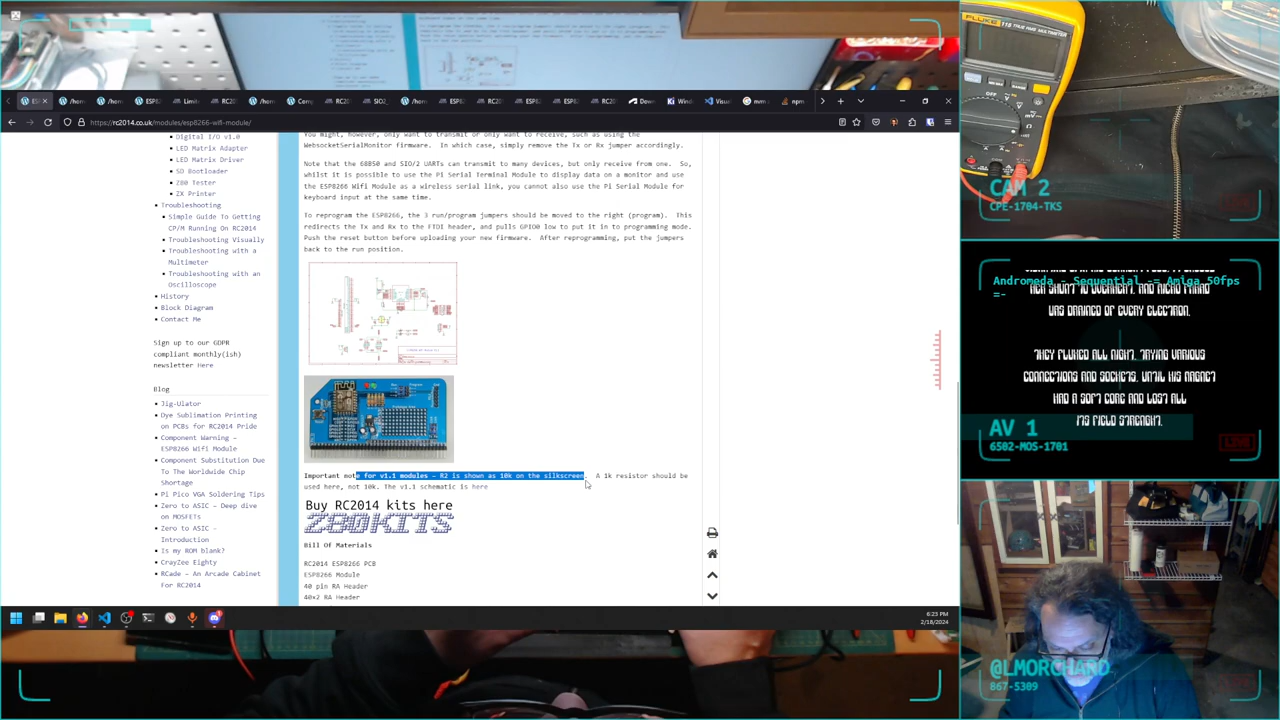 https://rc2014.co.uk/modules/esp8266-wifi-module/
Digital I/O v1.0
LED Matrix Adapter
LED Matrix Driver
SD Bootloader
Z80 Tester
ZX Printer
Troubleshooting
Simple Guide To Getting
CP/M Running On RC2014
Troubleshooting Visually
Troubleshooting with a
Multimeter
Troubleshooting with an
Oscilloscope
History
Block Diagram
Contact Me
Sign up to our GDPR
compliant monthly(ish)
newsletter Here
Blog
Jig-Ulator
Dye Sublimation Printing
on PCBs for RC2014 Pride
Component Warning –
ESP8266 Wifi Module
Component Substitution Due
To The Worldwide Chip
Shortage
Pi Pico VGA Soldering Tips
Zero to ASIC – Deep dive
on MOSFETs
Zero to ASIC –
Introduction
Is my ROM blank?
CrayZee Eighty
RCade – An Arcade Cabinet
For RC2014
You might, however, only want to transmit or only want to receive, such as using the
WebsocketSerialMonitor firmware. In which case, simply remove the Tx or Rx jumper accordingly.
Note that the 68B50 and SIO/2 UARTs can transmit to many devices, but only receive from one. So,
whilst it is possible to use the Pi Serial Terminal Module to display data on a monitor and use
the ESP8266 Wifi Module as a wireless serial link, you cannot also use the Pi Serial Module for
keyboard input at the same time.
To reprogram the ESP8266, the 3 run/program jumpers should be moved to the right (program). This
redirects the Tx and Rx to the FTDI header, and pulls GPIO0 low to put it in to programming mode.
Push the reset button before uploading your new firmware. After reprogramming, put the jumpers
back to the run position.
Important note for v1.1 modules – R2 is shown as 10k on the silkscreen. A 1k resistor should be
used here, not 10k. The v1.1 schematic is here
Buy RC2014 kits here
Z80KITS
Bill Of Materials
RC2014 ESP8266 PCB
ESP8266 Module
40 pin RA Header
40x2 RA Header
6:23 PM
2/18/2024
FLUKE
CAM 2
CPE-1704-TKS
Andromeda - Sequential -= Amiga 50fps
=-
WAS DRAINED OF EVERY ELECTRON.
THEY FLUXED ALL NIGHT, TRYING VARIOUS
CONNECTIONS AND SOCKETS, UNTIL HIS MAGNET
HAD A SOFT CORE AND LOST ALL
ITS FIELD STRENGTH.
AV 1
6502-MOS-1701
@LMORCHARD
867-5309